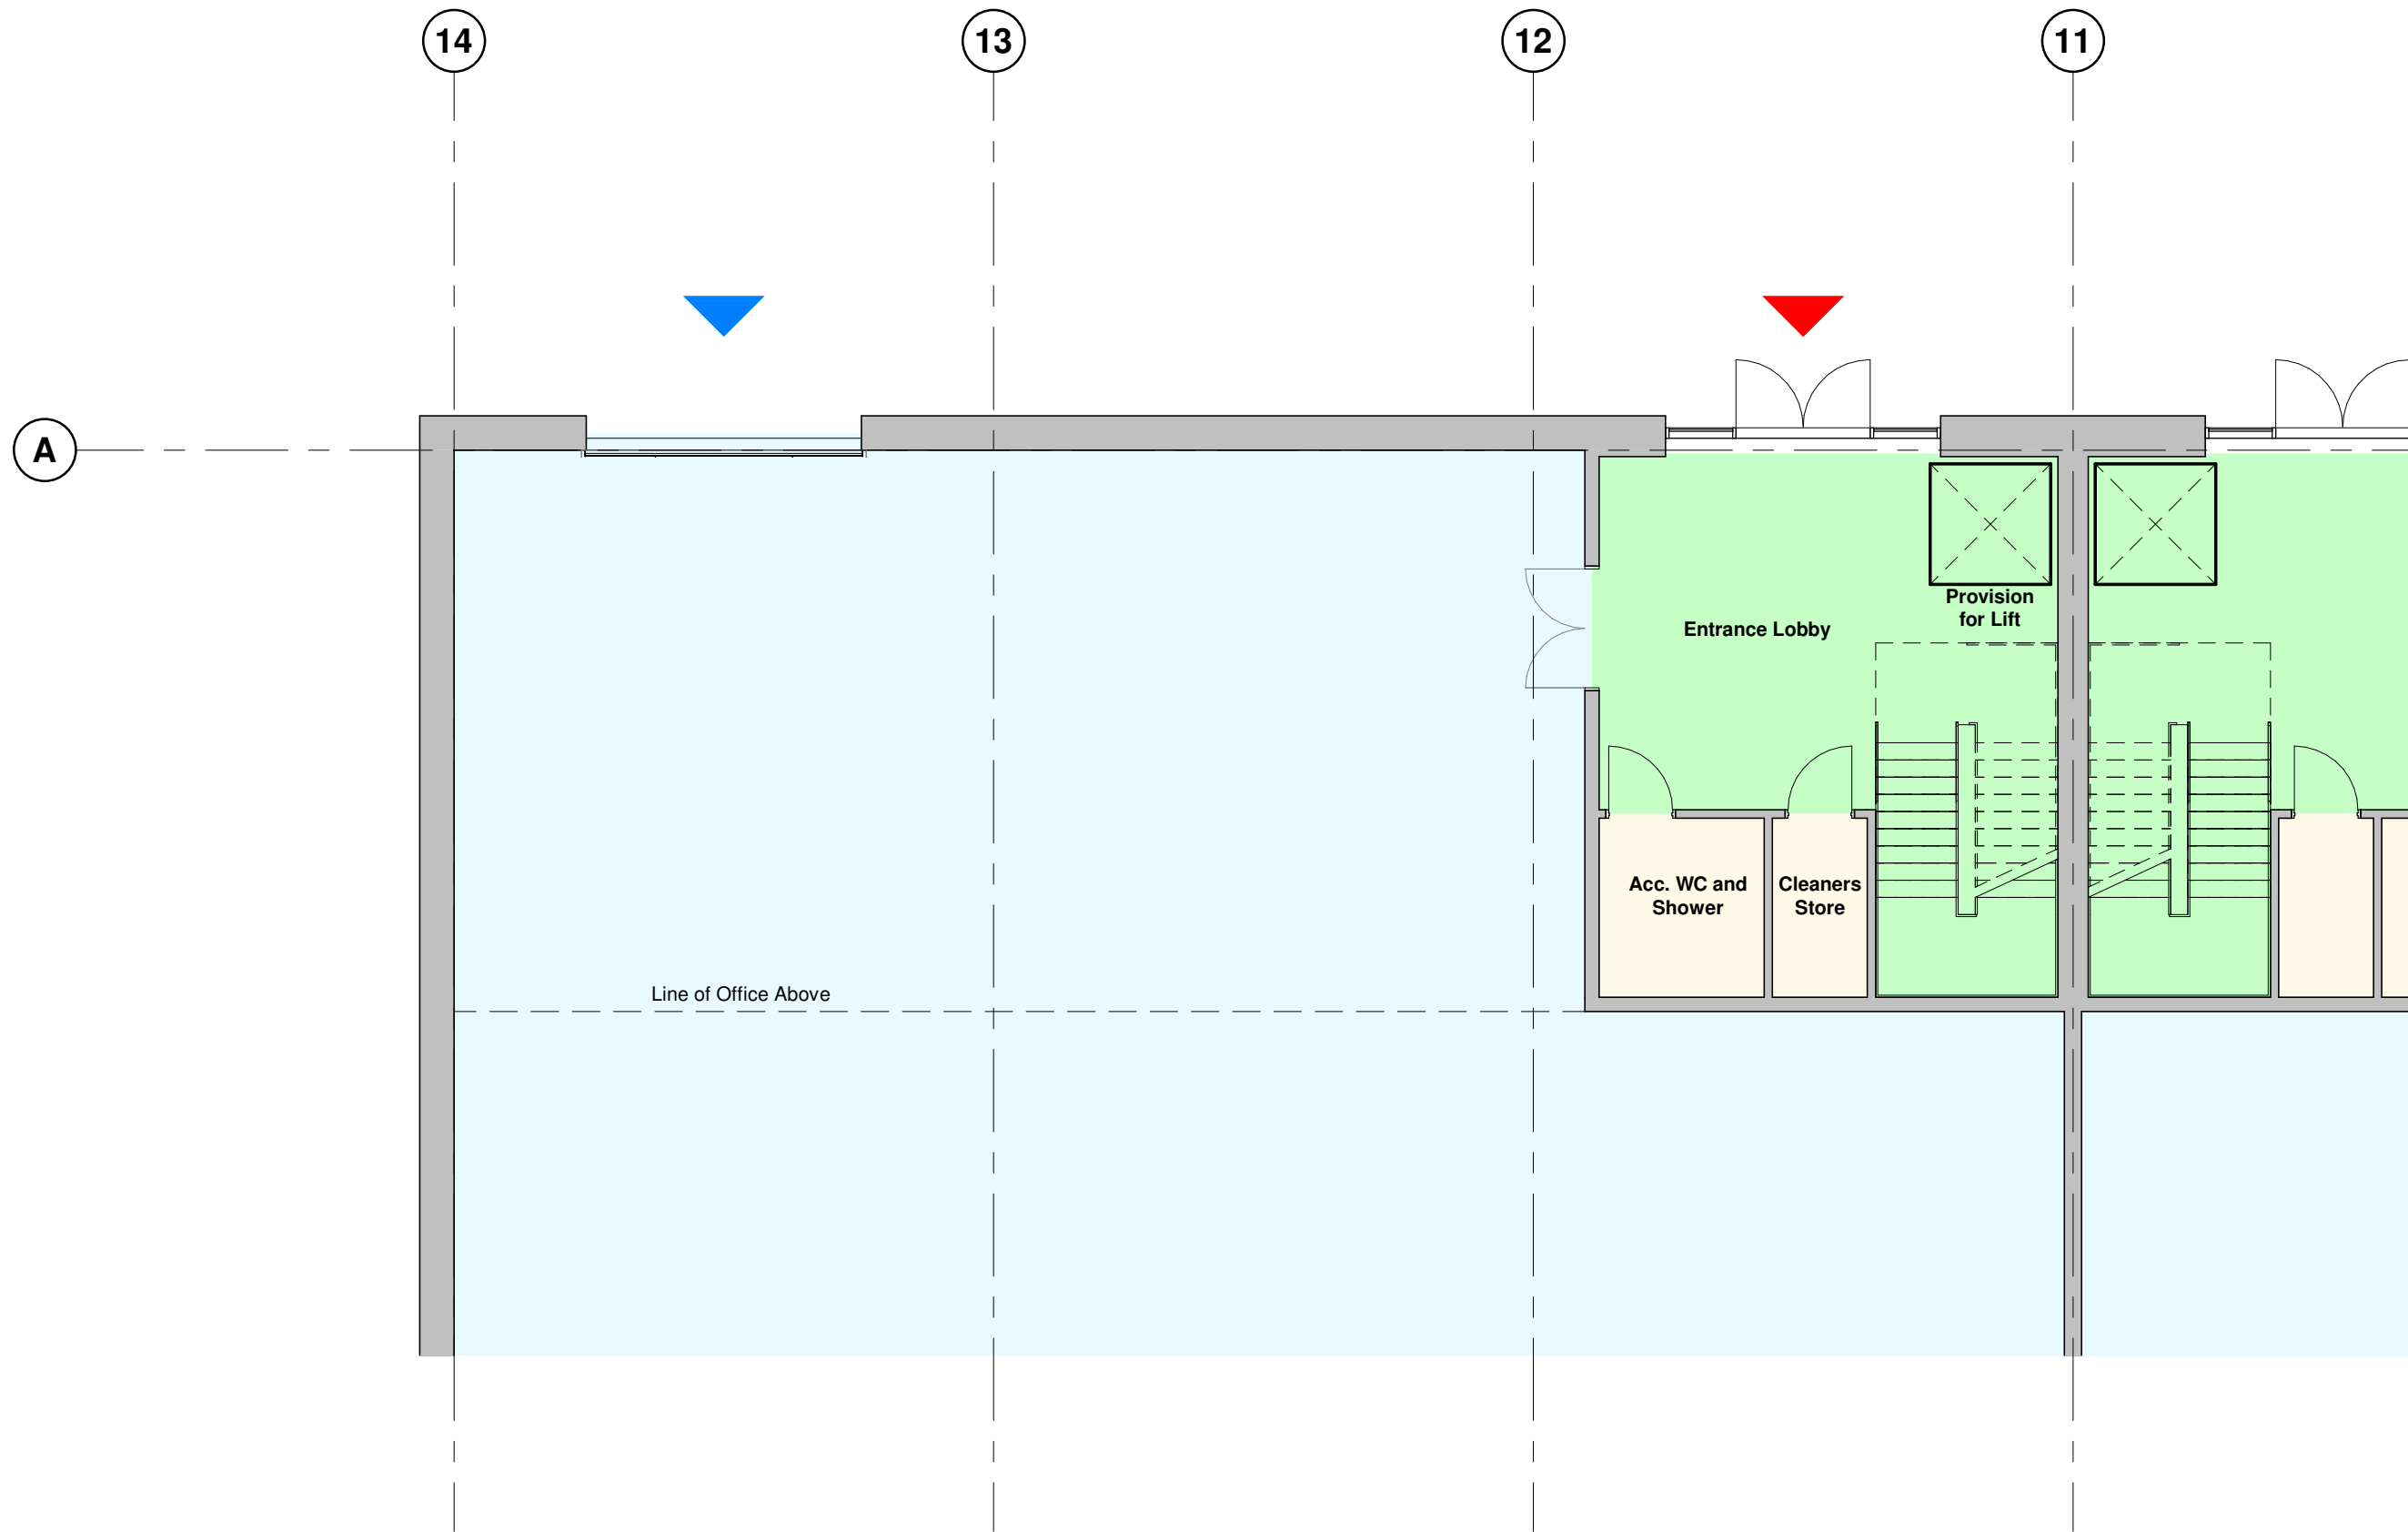 14
13
12
11
A
Provision
for Lift
Entrance Lobby
Acc. WC and
Shower
Cleaners
Store
Line of Office Above